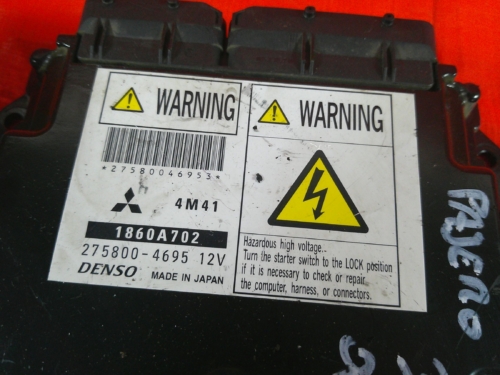 WARNING
*27580046953*
4M41
1860A702
275800-4695 12V
DENSO MADE IN JAPAN
WARNING
Hazardous high voltage...
Turn the starter switch to the LOCK position
if it is necessary to check or repair
the computer, harness, or connectors.
PAJERO